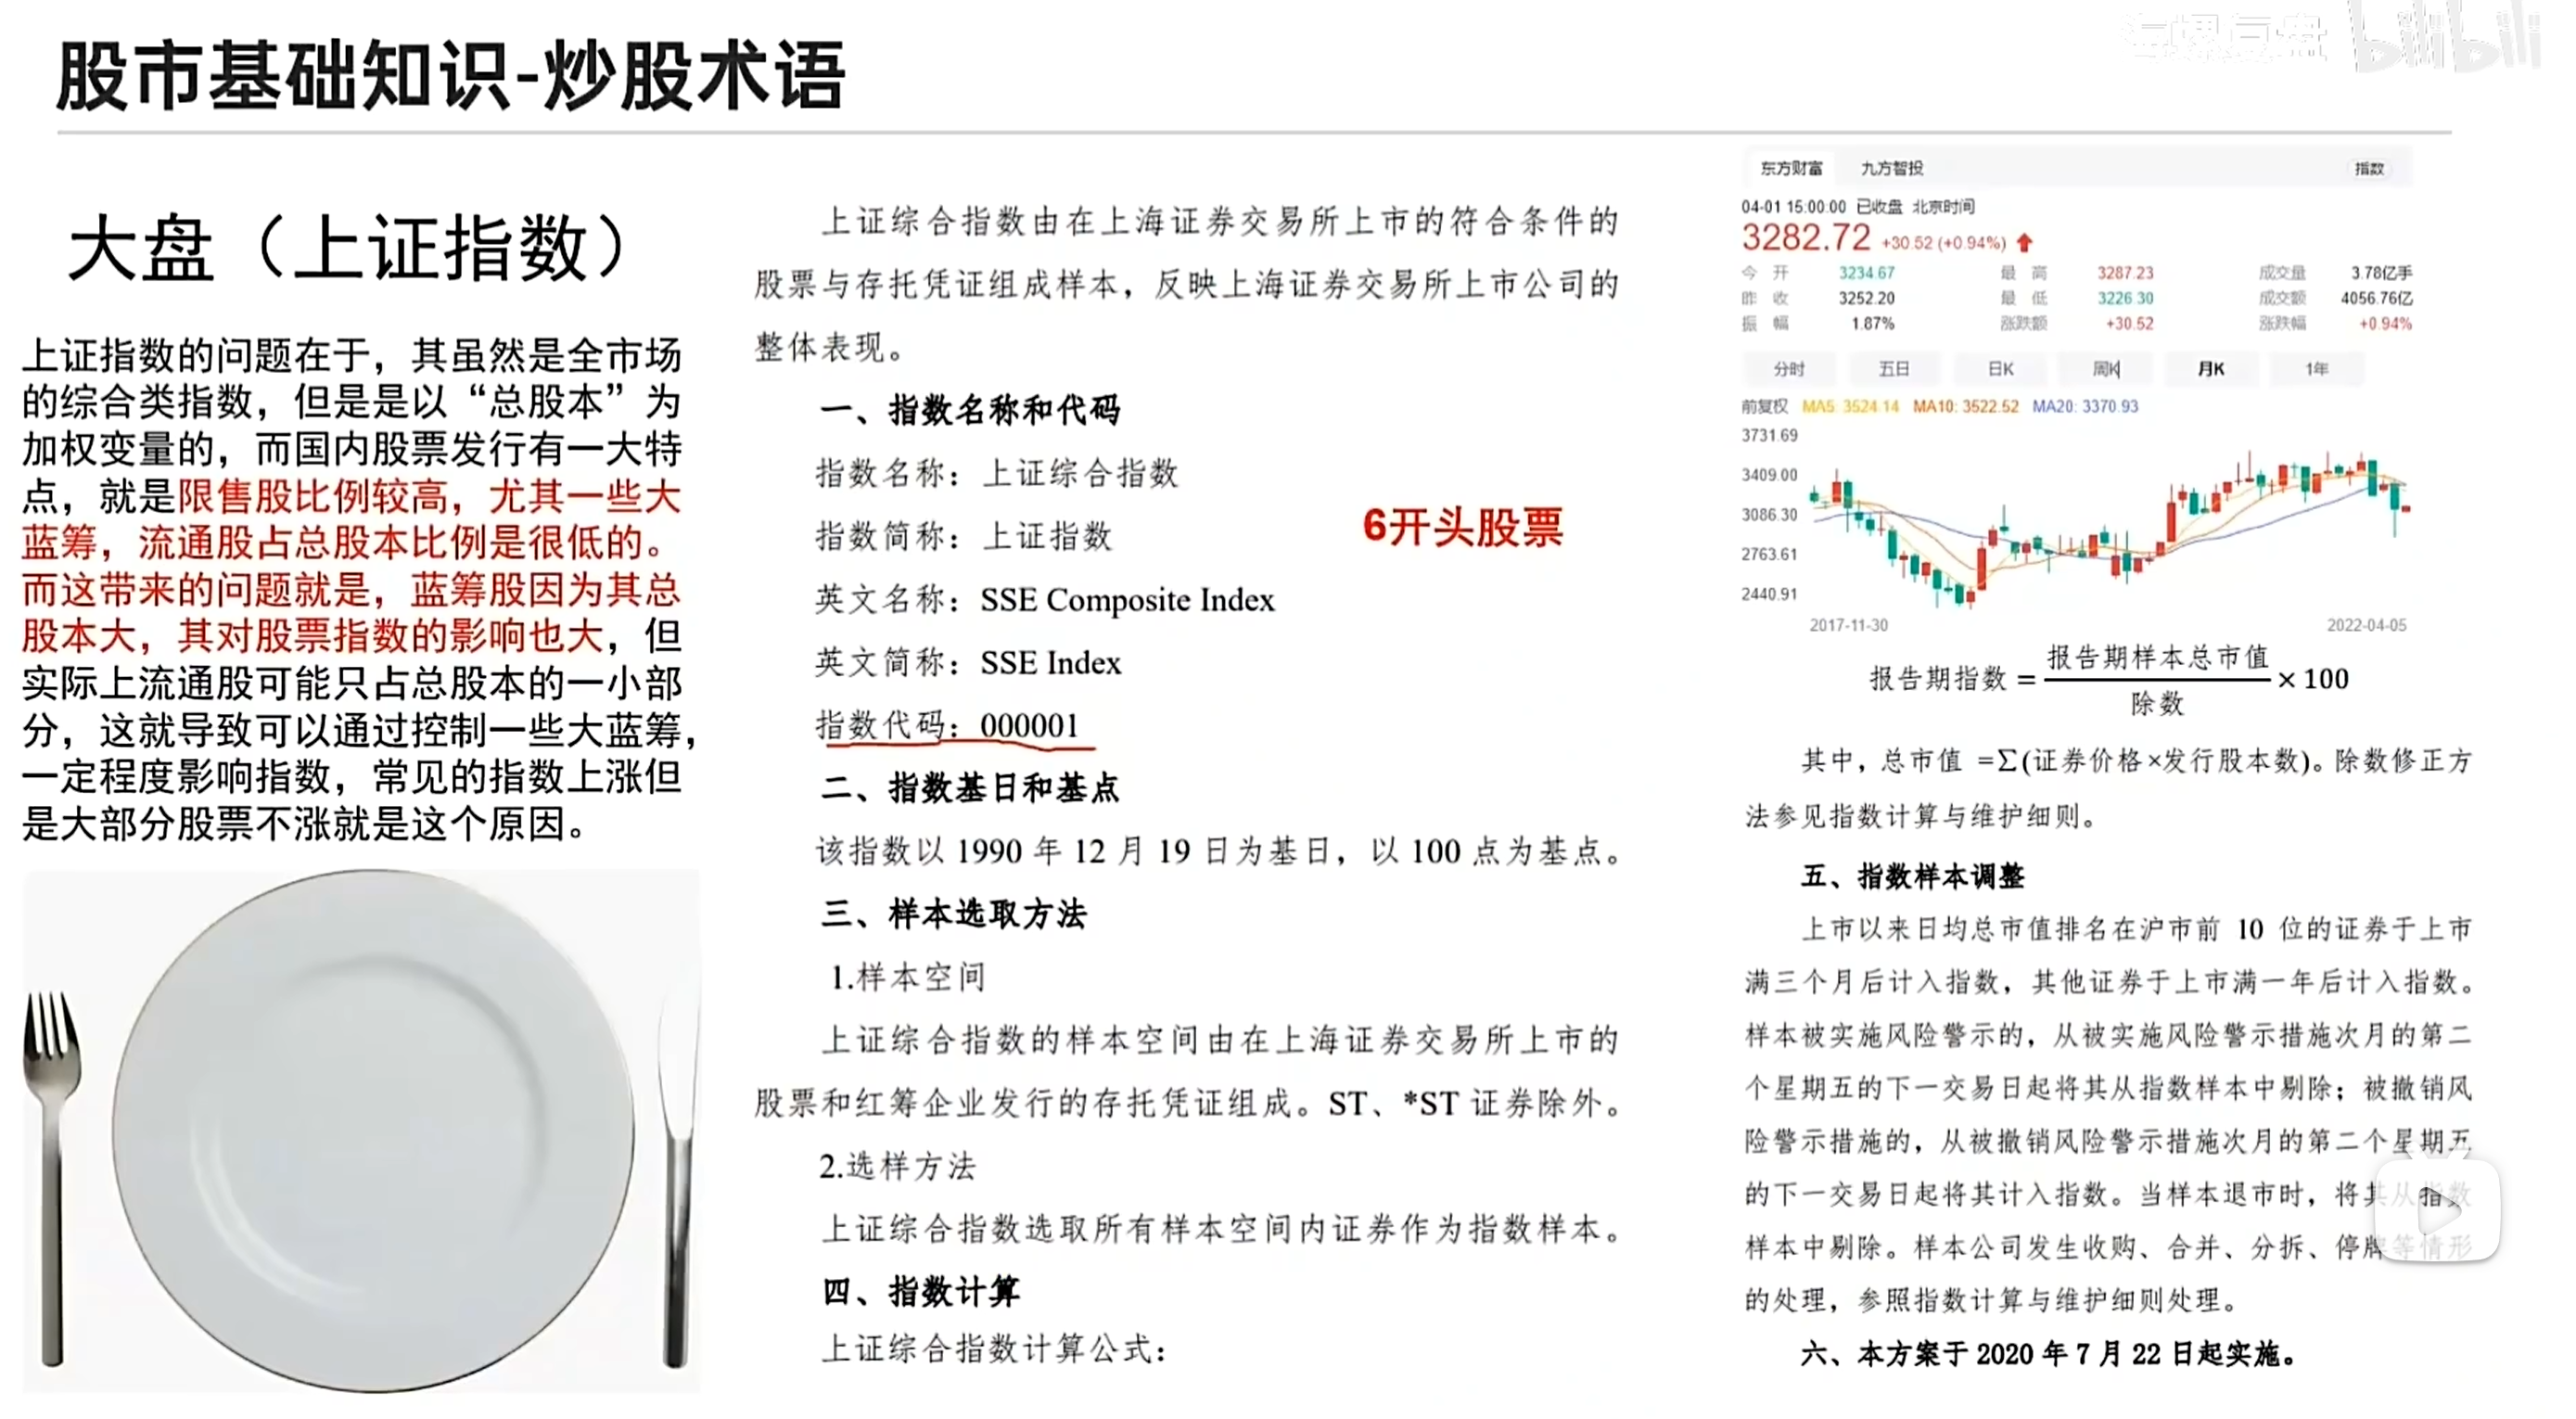 股市基础知识-炒股术语
海螺复盘 bilibili
大盘（上证指数）
上证指数的问题在于，其虽然是全市场
的综合类指数，但是是以“总股本”为
加权变量的，而国内股票发行有一大特
点，就是限售股比例较高，尤其一些大
蓝筹，流通股占总股本比例是很低的。
而这带来的问题就是，蓝筹股因为其总
股本大，其对股票指数的影响也大，但
实际上流通股可能只占总股本的一小部
分，这就导致可以通过控制一些大蓝筹，
一定程度影响指数，常见的指数上涨但
是大部分股票不涨就是这个原因。
上证综合指数由在上海证券交易所上市的符合条件的
股票与存托凭证组成样本，反映上海证券交易所上市公司的
整体表现。
一、指数名称和代码
指数名称：上证综合指数
指数简称：上证指数
6开头股票
英文名称：SSE Composite Index
英文简称：SSE Index
指数代码：000001
二、指数基日和基点
该指数以 1990 年 12 月 19 日为基日，以 100 点为基点。
三、样本选取方法
1.样本空间
上证综合指数的样本空间由在上海证券交易所上市的
股票和红筹企业发行的存托凭证组成。ST、*ST 证券除外。
2.选样方法
上证综合指数选取所有样本空间内证券作为指数样本。
四、指数计算
上证综合指数计算公式：
东方财富 九方智投 指数
04-01 15:00:00 已收盘 北京时间
3282.72 +30.52 (+0.94%)
今开 3234.67 最高 3287.23 成交量 3.78亿手
昨收 3252.20 最低 3226.30 成交额 4056.76亿
振幅 1.87% 涨跌额 +30.52 涨跌幅 +0.94%
分时 五日 日K 周K 月K 1年
前复权 MA5: 3524.14 MA10: 3522.52 MA20: 3370.93
3731.69
3409.00
3086.30
2763.61
2440.91
2017-11-30 2022-04-05
报告期指数 = 报告期样本总市值 / 除数 × 100
其中，总市值 =∑(证券价格×发行股本数)。除数修正方
法参见指数计算与维护细则。
五、指数样本调整
上市以来日均总市值排名在沪市前 10 位的证券于上市
满三个月后计入指数，其他证券于上市满一年后计入指数。
样本被实施风险警示的，从被实施风险警示措施次月的第二
个星期五的下一交易日起将其从指数样本中剔除；被撤销风
险警示措施的，从被撤销风险警示措施次月的第二个星期五
的下一交易日起将其计入指数。当样本退市时，将其从指数
样本中剔除。样本公司发生收购、合并、分拆、停牌等情形
的处理，参照指数计算与维护细则处理。
六、本方案于 2020 年 7 月 22 日起实施。